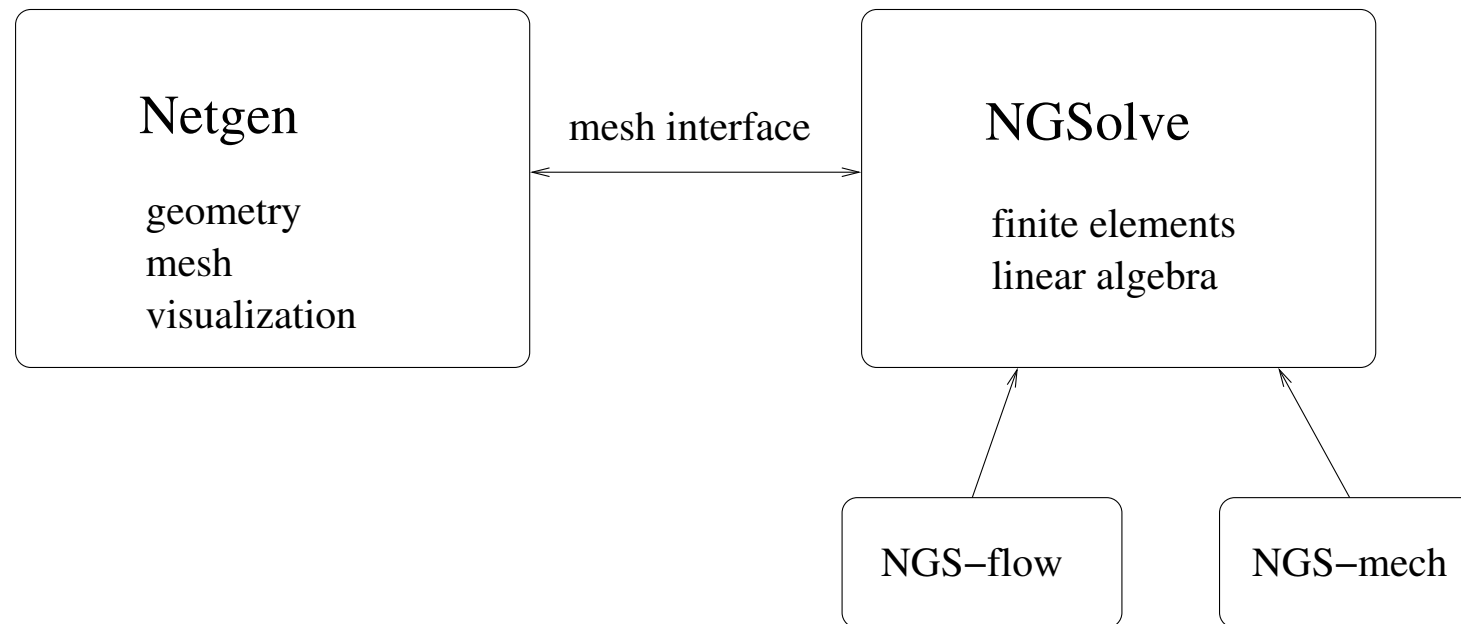 Netgen
geometry
mesh
visualization
mesh interface
NGSolve
finite elements
linear algebra
NGS−flow
NGS−mech